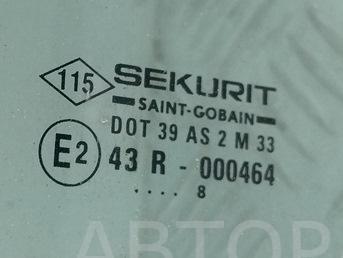 115 SEKURIT
SAINT-GOBAIN
DOT 39 AS 2 M 33
E2 43 R - 000464
.... 8
АВТОР